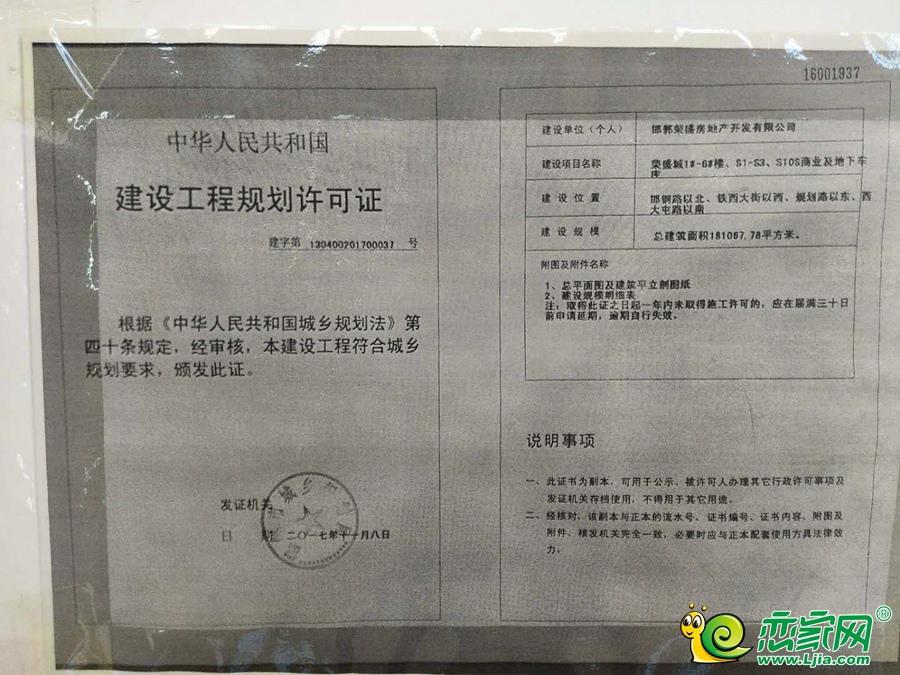 16001937
中华人民共和国
建设工程规划许可证
建字第 130400201700037 号
根据《中华人民共和国城乡规划法》第
四十条规定，经审核，本建设工程符合城乡
规划要求，颁发此证。
发证机关
日 期 二〇一七年十一月八日
建设单位（个人） 邯郸荣盛房地产开发有限公司
建设项目名称 荣盛城1#-6#楼、S1-S3、S10S商业及地下车
库
建设位置 邯钢路以北、铁西大街以西、规划路以东、西
大屯路以南
建设规模 总建筑面积181067.78平方米。
附图及附件名称
1、总平面图及建筑平立剖图纸
2、建设规模明细表
注：取得此证之日起一年内未取得施工许可的，应在届满三十日
前申请延期，逾期自行失效。
说明事项
一、此证书为副本，可用于公示、被许可人办理其它行政许可事项及
发证机关存档使用，不得用于其它用途。
二、经核对，该副本与正本的流水号、证书编号、证书内容、附图及
附件、核发机关完全一致，必要时应与正本配套使用方具法律效
力。
恋家网®
www.Ljia.com